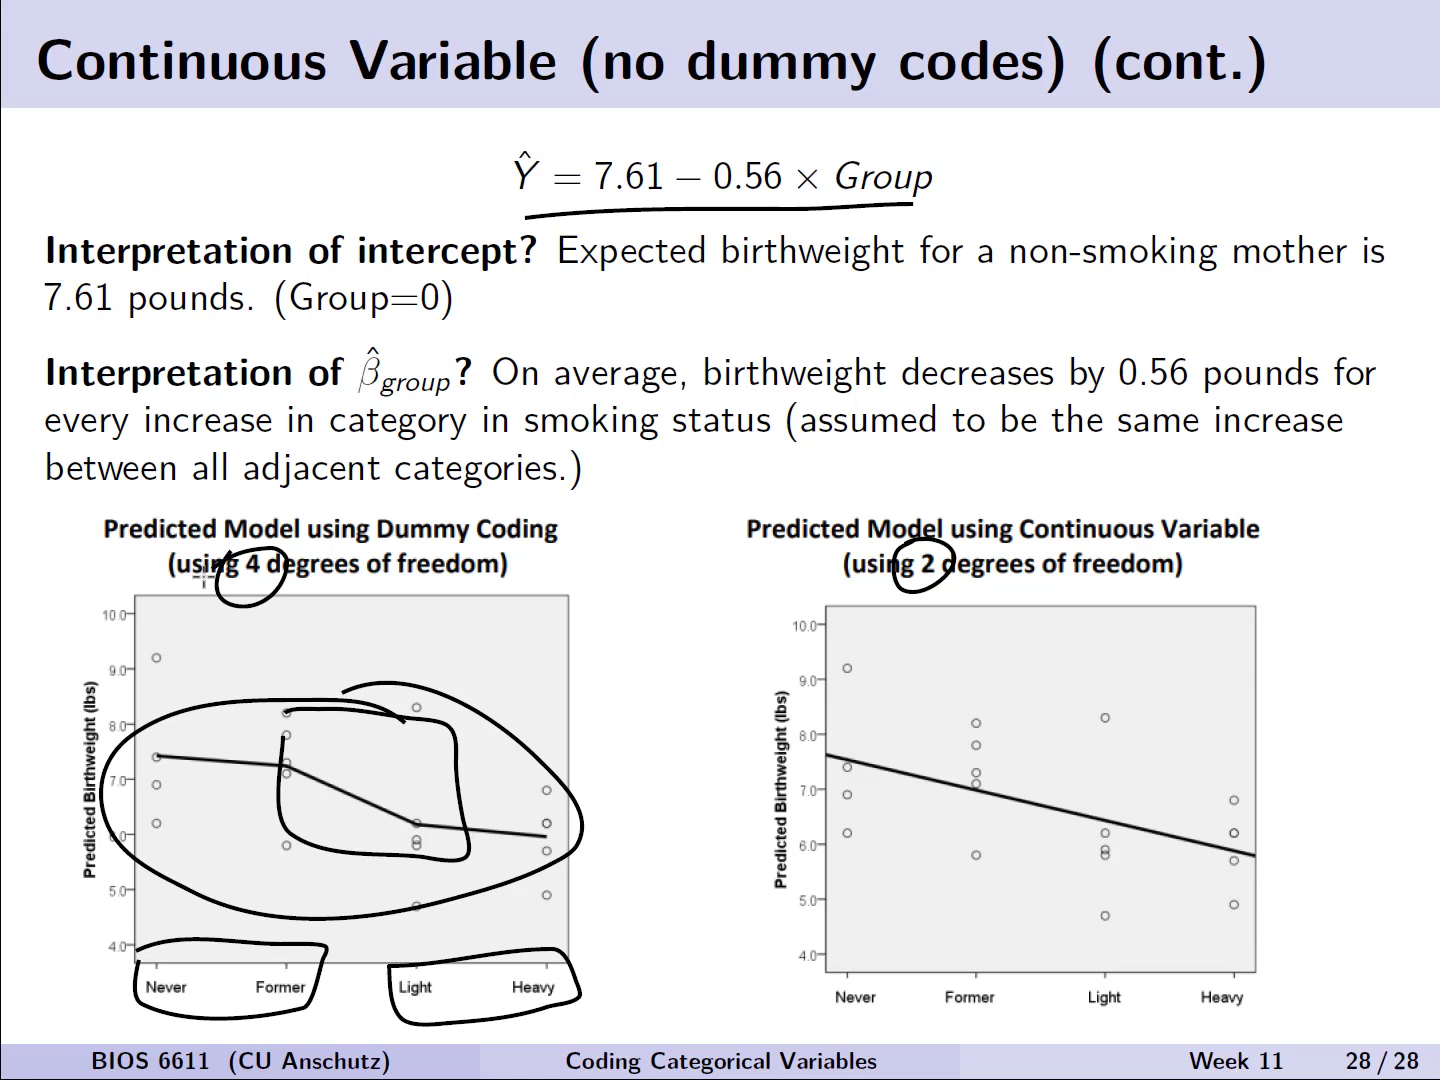 Continuous Variable (no dummy codes) (cont.)
Ŷ = 7.61 − 0.56 × Group
Interpretation of intercept? Expected birthweight for a non-smoking mother is
7.61 pounds. (Group=0)
Interpretation of β̂group? On average, birthweight decreases by 0.56 pounds for
every increase in category in smoking status (assumed to be the same increase
between all adjacent categories.)
Predicted Model using Dummy Coding
(using 4 degrees of freedom)
Predicted Birthweight (lbs)
10.0
9.0
8.0
7.0
6.0
5.0
4.0
Never Former Light Heavy
Predicted Model using Continuous Variable
(using 2 degrees of freedom)
Predicted Birthweight (lbs)
10.0
9.0
8.0
7.0
6.0
5.0
4.0
Never Former Light Heavy
BIOS 6611 (CU Anschutz) Coding Categorical Variables Week 11 28 / 28